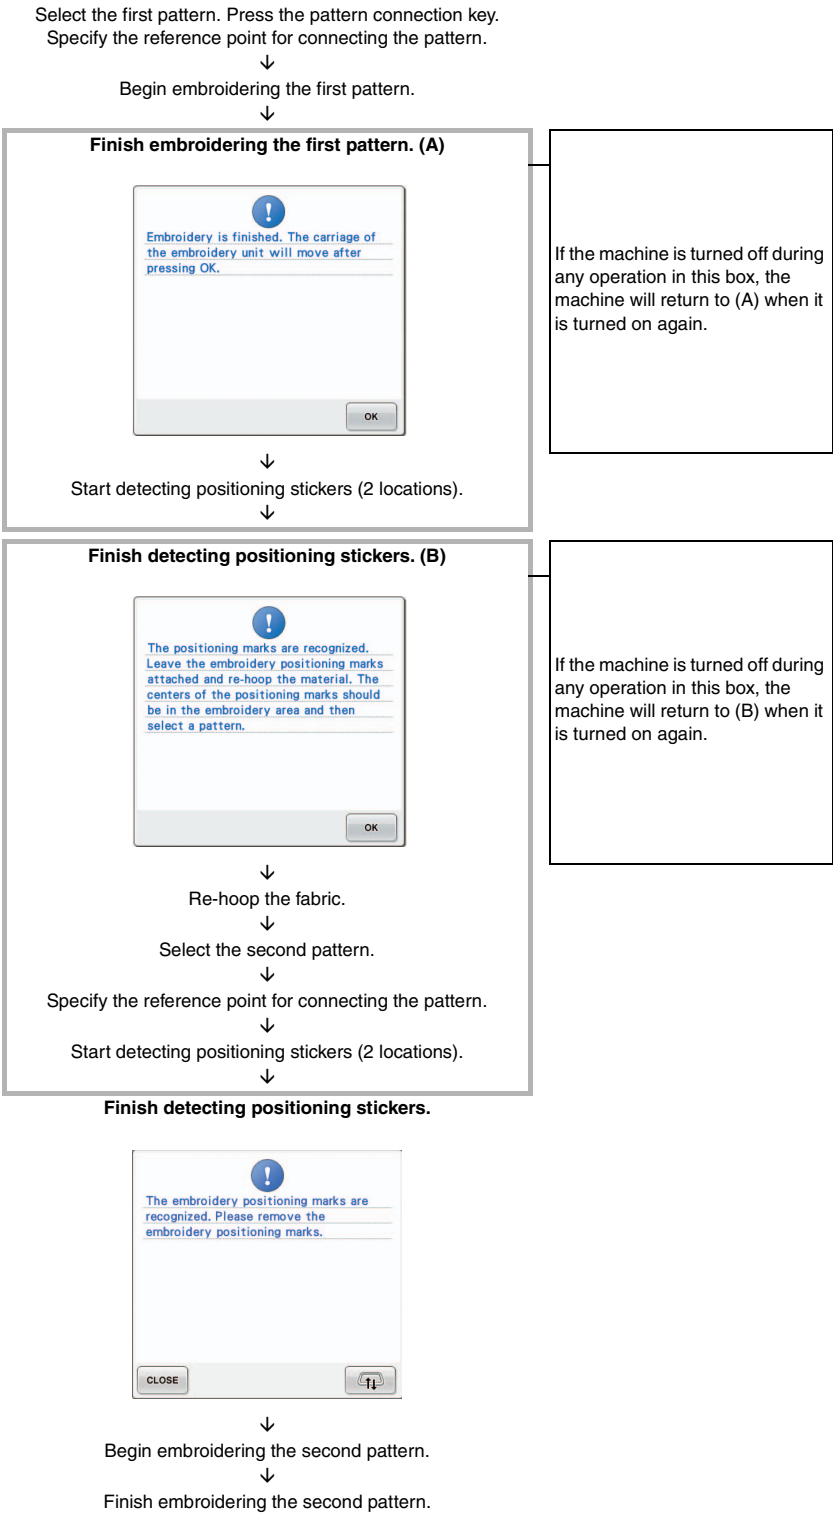 Select the first pattern. Press the pattern connection key.
Specify the reference point for connecting the pattern.
Begin embroidering the first pattern.
Finish embroidering the first pattern. (A)
Embroidery is finished. The carriage of
the embroidery unit will move after
pressing OK.
OK
If the machine is turned off during
any operation in this box, the
machine will return to (A) when it
is turned on again.
Start detecting positioning stickers (2 locations).
Finish detecting positioning stickers. (B)
The positioning marks are recognized.
Leave the embroidery positioning marks
attached and re-hoop the material. The
centers of the positioning marks should
be in the embroidery area and then
select a pattern.
OK
If the machine is turned off during
any operation in this box, the
machine will return to (B) when it
is turned on again.
Re-hoop the fabric.
Select the second pattern.
Specify the reference point for connecting the pattern.
Start detecting positioning stickers (2 locations).
Finish detecting positioning stickers.
The embroidery positioning marks are
recognized. Please remove the
embroidery positioning marks.
CLOSE
Begin embroidering the second pattern.
Finish embroidering the second pattern.